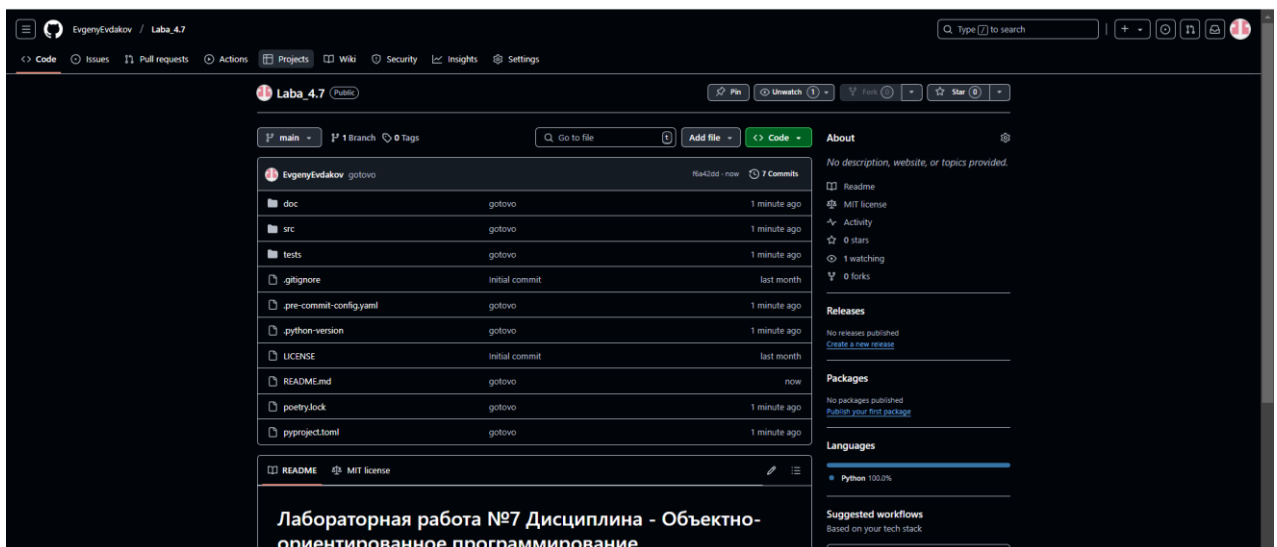 EvgenyEvdakov / Laba_4.7
Type / to search
Code Issues Pull requests Actions Projects Wiki Security Insights Settings
Laba_4.7 Public
Pin Unwatch 1 Fork 0 Star 0
main 1 Branch 0 Tags Go to file t Add file Code
EvgenyEvdakov gotovo f6a42dd · now 7 Commits
doc gotovo 1 minute ago
src gotovo 1 minute ago
tests gotovo 1 minute ago
.gitignore Initial commit last month
.pre-commit-config.yaml gotovo 1 minute ago
.python-version gotovo 1 minute ago
LICENSE Initial commit last month
README.md gotovo now
poetry.lock gotovo 1 minute ago
pyproject.toml gotovo 1 minute ago
README MIT license
Лабораторная работа №7 Дисциплина - Объектно-
ориентированное программирование
About
No description, website, or topics provided.
Readme
MIT license
Activity
0 stars
1 watching
0 forks
Releases
No releases published
Create a new release
Packages
No packages published
Publish your first package
Languages
Python 100.0%
Suggested workflows
Based on your tech stack